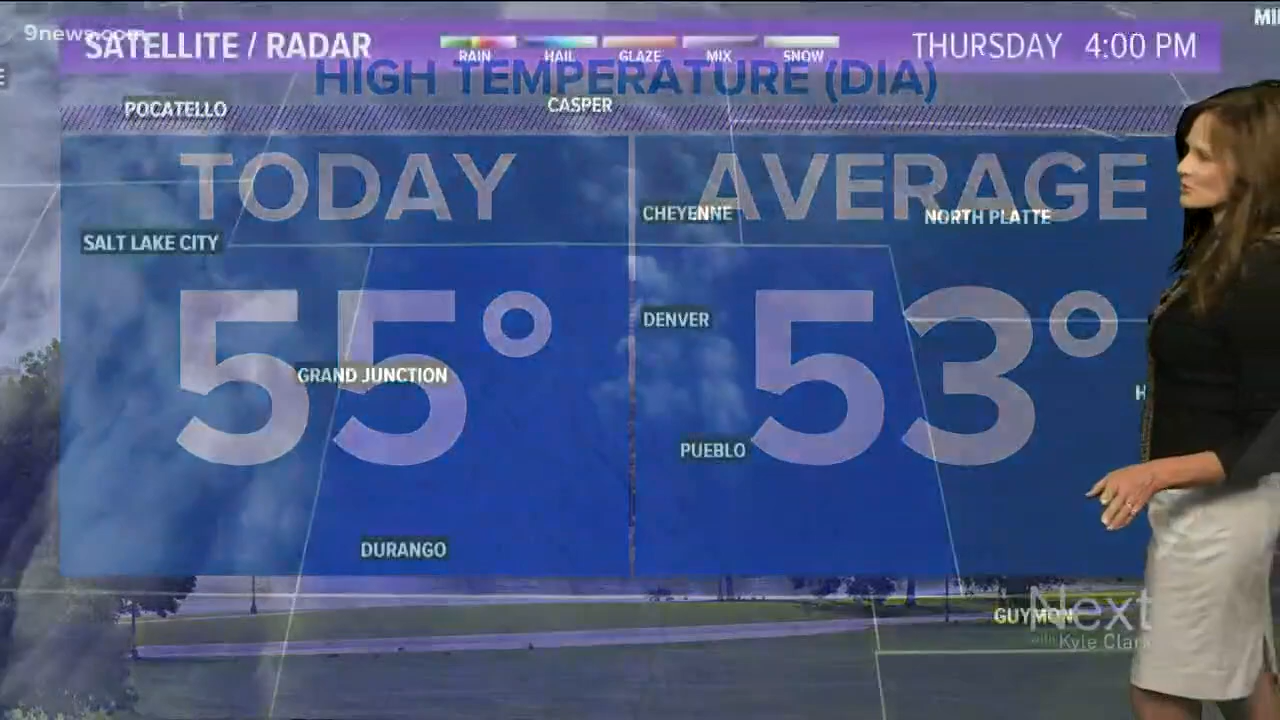 9news.com
MI
SATELLITE / RADAR
RAIN
HAIL
GLAZE
MIX
SNOW
THURSDAY 4:00 PM
HIGH TEMPERATURE (DIA)
E
POCATELLO
CASPER
TODAY
AVERAGE
CHEYENNE
NORTH PLATTE
SALT LAKE CITY
55°
53°
DENVER
GRAND JUNCTION
H
PUEBLO
DURANGO
GUYMON
Next
with Kyle Clark